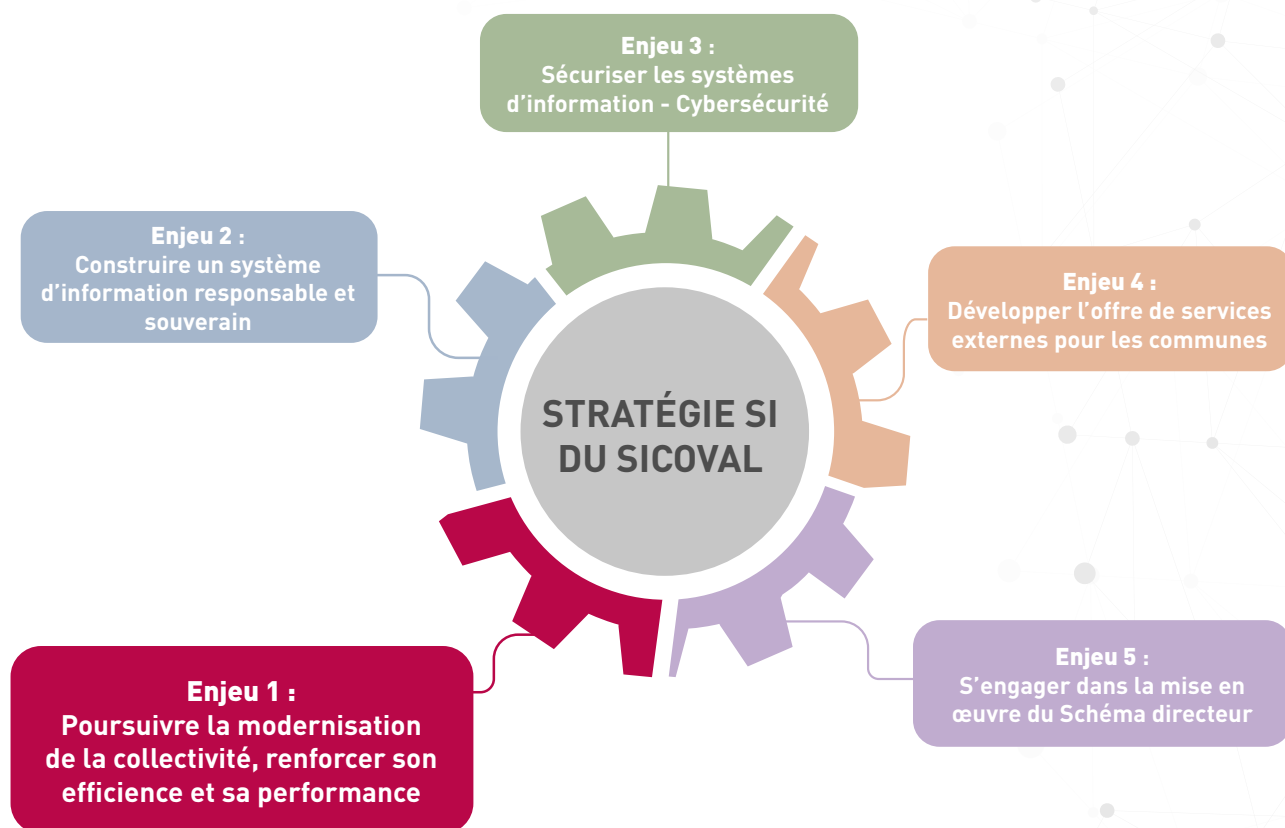 Enjeu 3 :
Sécuriser les systèmes
d’information - Cybersécurité
Enjeu 2 :
Construire un système
d’information responsable et
souverain
Enjeu 4 :
Développer l’offre de services
externes pour les communes
STRATÉGIE SI
DU SICOVAL
Enjeu 1 :
Poursuivre la modernisation
de la collectivité, renforcer son
efficience et sa performance
Enjeu 5 :
S’engager dans la mise en
œuvre du Schéma directeur